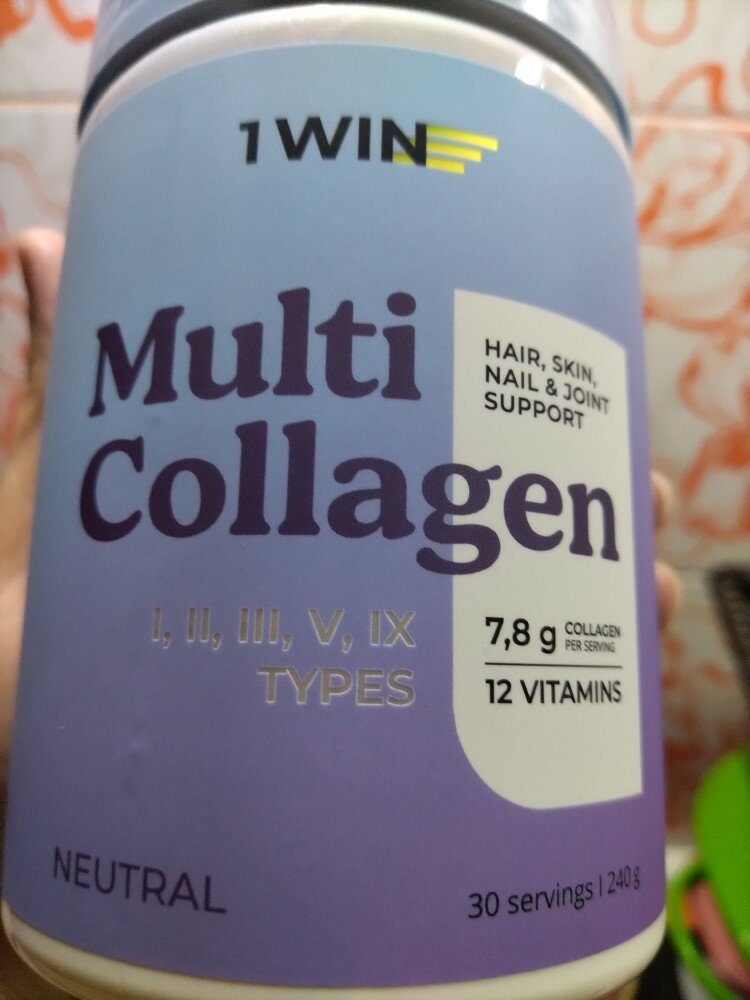 1WIN
Multi
Collagen
HAIR, SKIN,
NAIL & JOINT
SUPPORT
I, II, III, V, IX
TYPES
7,8 g COLLAGEN
PER SERVING
12 VITAMINS
NEUTRAL
30 servings | 240 g